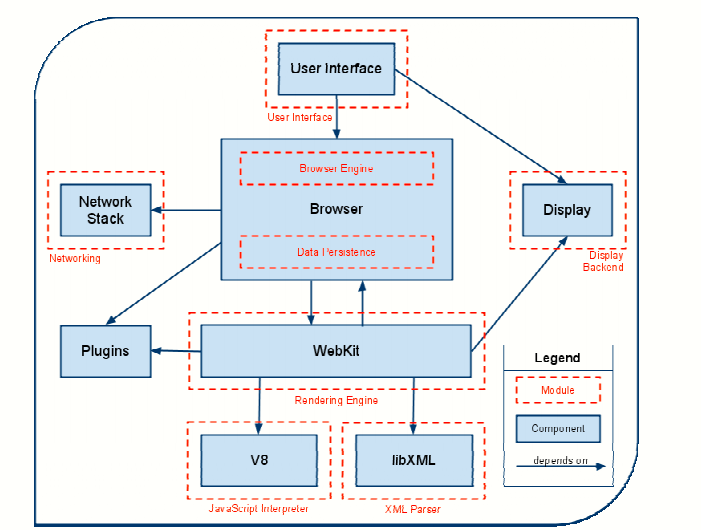 User Interface
User Interface
Browser Engine
Browser
Data Persistence
Network
Stack
Networking
Display
Display
Backend
Plugins
WebKit
Rendering Engine
V8
JavaScript Interpreter
libXML
XML Parser
Legend
Module
Component
depends on